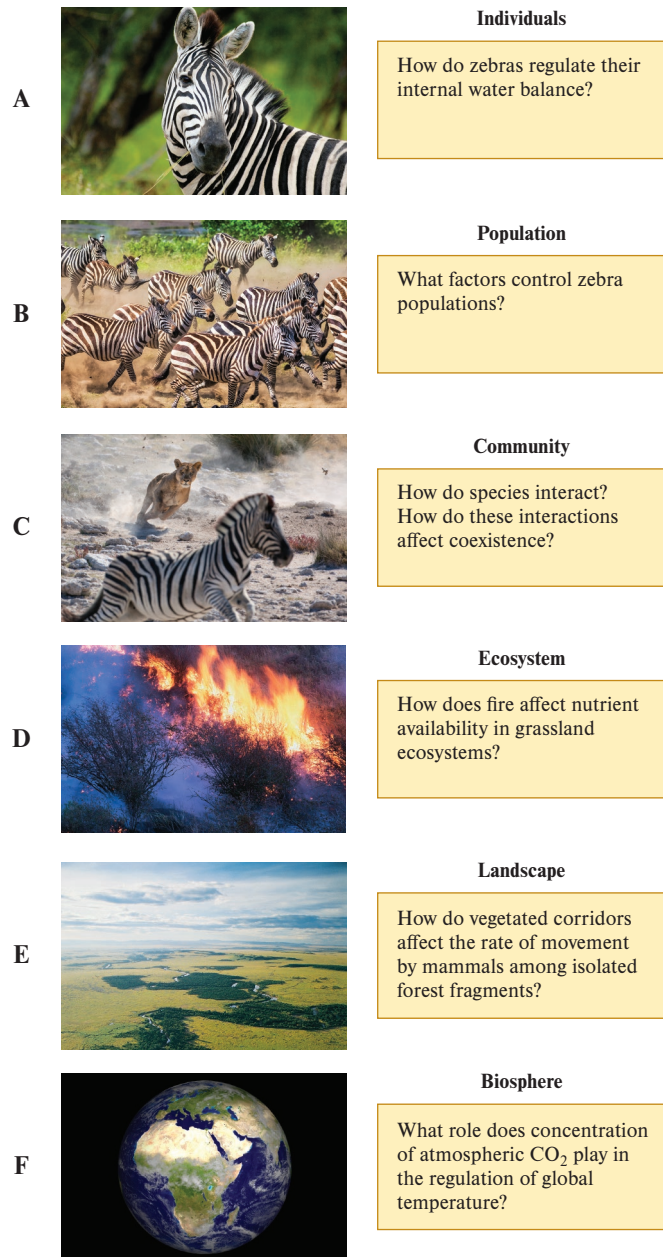 A
Individuals
How do zebras regulate their
internal water balance?
B
Population
What factors control zebra
populations?
C
Community
How do species interact?
How do these interactions
affect coexistence?
D
Ecosystem
How does fire affect nutrient
availability in grassland
ecosystems?
E
Landscape
How do vegetated corridors
affect the rate of movement
by mammals among isolated
forest fragments?
F
Biosphere
What role does concentration
of atmospheric CO₂ play in
the regulation of global
temperature?